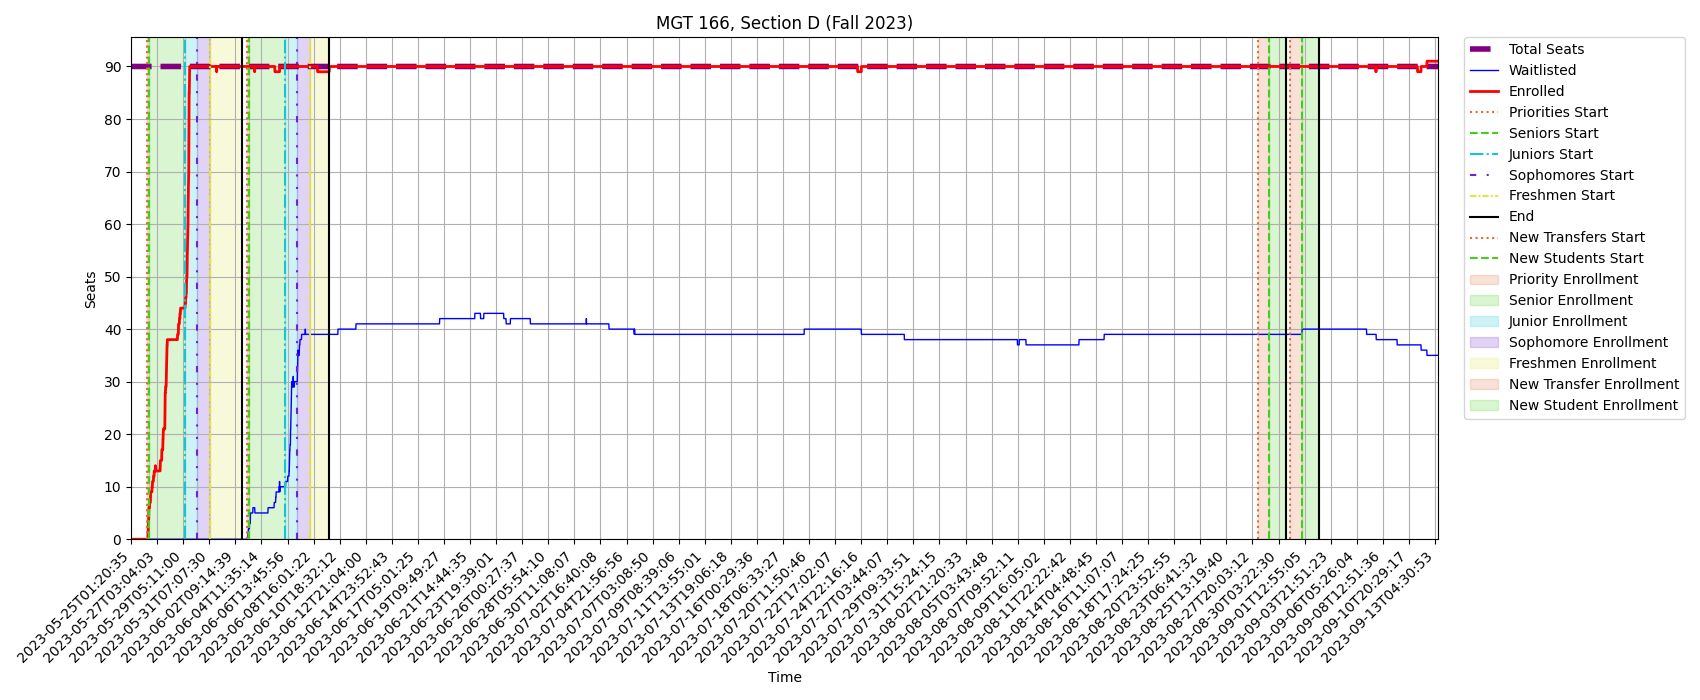 MGT 166, Section D (Fall 2023)
Seats
90
80
70
60
50
40
30
20
10
0
2023-05-25T01:20:35
2023-05-27T03:04:03
2023-05-29T05:11:00
2023-05-31T07:07:30
2023-06-02T09:14:39
2023-06-04T11:35:14
2023-06-06T13:45:56
2023-06-08T16:01:22
2023-06-10T18:32:12
2023-06-12T21:04:00
2023-06-14T23:52:43
2023-06-17T05:01:25
2023-06-19T09:49:27
2023-06-21T14:44:35
2023-06-23T19:39:01
2023-06-26T00:27:37
2023-06-28T05:54:10
2023-06-30T11:08:07
2023-07-02T16:40:08
2023-07-04T21:56:56
2023-07-07T03:08:50
2023-07-09T08:39:06
2023-07-11T13:55:01
2023-07-13T19:06:18
2023-07-16T00:29:36
2023-07-18T06:33:27
2023-07-20T11:50:46
2023-07-22T17:02:07
2023-07-24T22:16:19
2023-07-27T03:44:07
2023-07-29T09:33:51
2023-07-31T15:24:15
2023-08-02T21:20:33
2023-08-05T03:43:48
2023-08-07T09:52:11
2023-08-09T16:05:02
2023-08-11T22:22:42
2023-08-14T04:48:45
2023-08-16T11:07:07
2023-08-18T17:24:25
2023-08-20T23:52:55
2023-08-23T06:41:32
2023-08-25T13:19:40
2023-08-27T20:03:12
2023-08-30T03:22:30
2023-09-01T12:55:05
2023-09-03T21:51:23
2023-09-06T05:26:04
2023-09-08T12:51:36
2023-09-10T20:29:17
2023-09-13T04:30:53
Time
Total Seats
Waitlisted
Enrolled
Priorities Start
Seniors Start
Juniors Start
Sophomores Start
Freshmen Start
End
New Transfers Start
New Students Start
Priority Enrollment
Senior Enrollment
Junior Enrollment
Sophomore Enrollment
Freshmen Enrollment
New Transfer Enrollment
New Student Enrollment